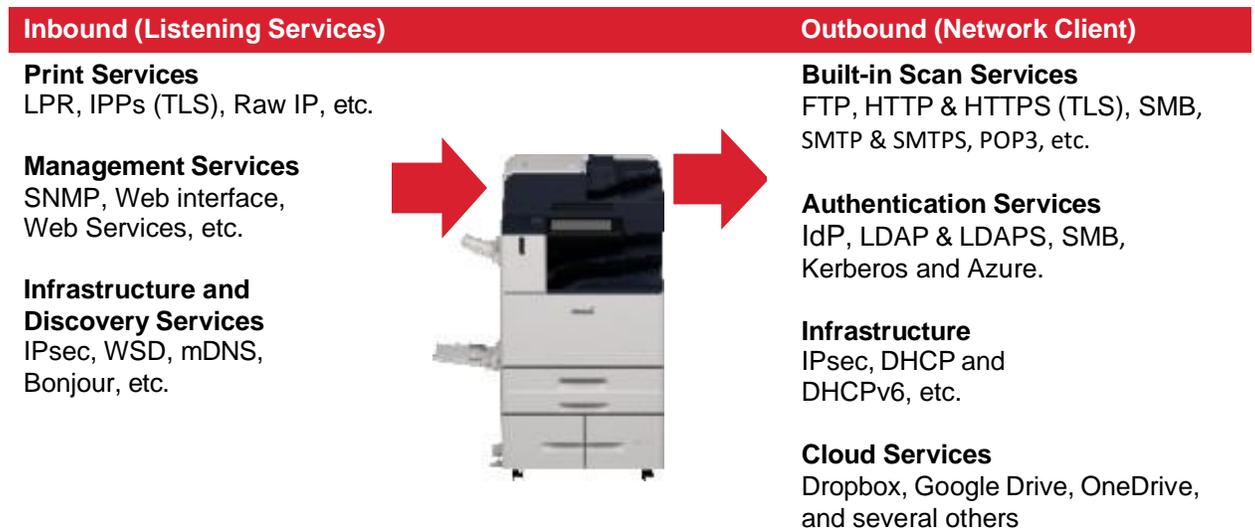 Inbound (Listening Services)
Print Services
LPR, IPPs (TLS), Raw IP, etc.
Management Services
SNMP, Web interface,
Web Services, etc.
Infrastructure and
Discovery Services
IPsec, WSD, mDNS,
Bonjour, etc.
Outbound (Network Client)
Built-in Scan Services
FTP, HTTP & HTTPS (TLS), SMB,
SMTP & SMTPS, POP3, etc.
Authentication Services
IdP, LDAP & LDAPS, SMB,
Kerberos and Azure.
Infrastructure
IPsec, DHCP and
DHCPv6, etc.
Cloud Services
Dropbox, Google Drive, OneDrive,
and several others